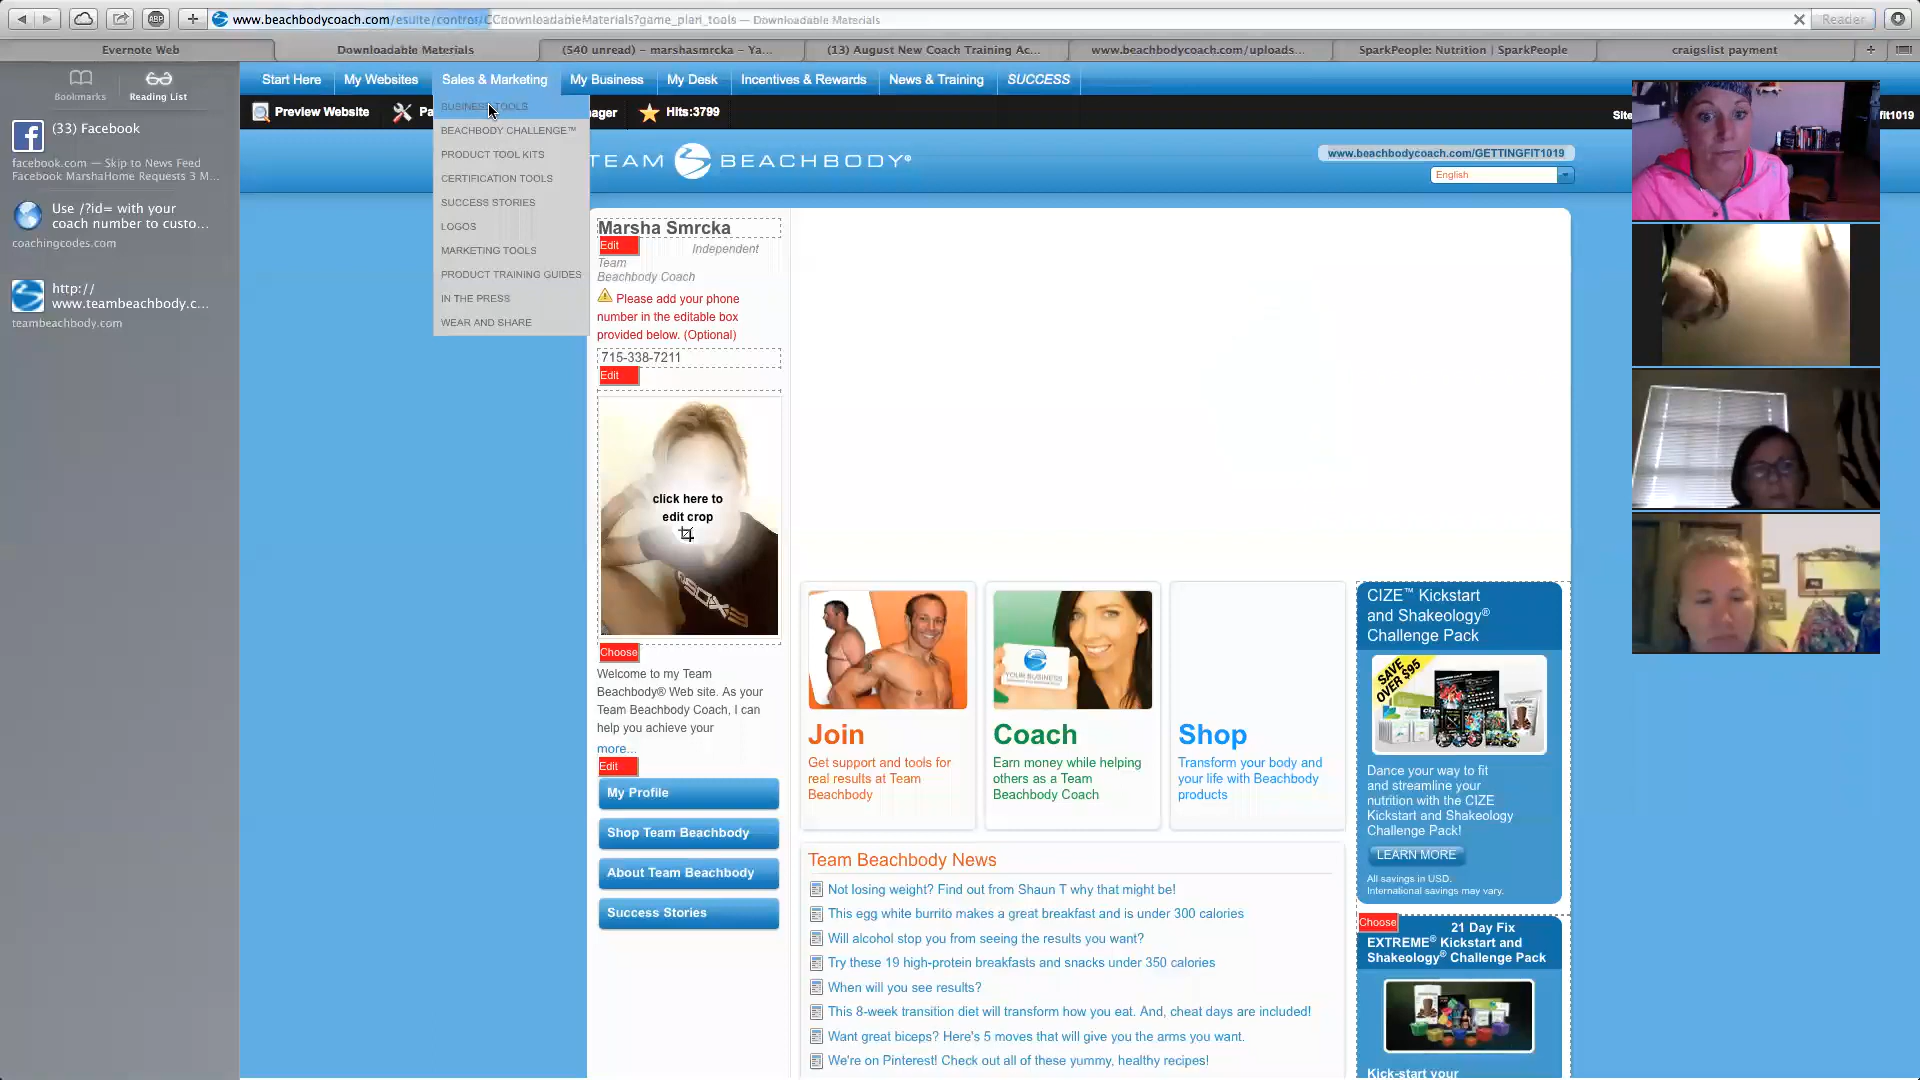 www.beachbodycoach.com/esuite/control/CCdownloadableMaterials?game_plan_tools — Downloadable Materials
Reader
Evernote Web
Downloadable Materials
(540 unread) – marshasmrcka – Ya...
(13) August New Coach Training Ac...
www.beachbodycoach.com/uploads...
SparkPeople: Nutrition | SparkPeople
craigslist payment
Bookmarks
Reading List
(33) Facebook
facebook.com — Skip to News Feed
Facebook MarshaHome Requests 3 M...
Use /?id= with your
coach number to custo...
coachingcodes.com
http://
www.teambeachbody.c...
teambeachbody.com
Start Here
My Websites
Sales & Marketing
My Business
My Desk
Incentives & Rewards
News & Training
SUCCESS
Preview Website
Pa
ager
Hits:3799
Site
fit1019
BUSINESS TOOLS
BEACHBODY CHALLENGE™
PRODUCT TOOL KITS
CERTIFICATION TOOLS
SUCCESS STORIES
LOGOS
MARKETING TOOLS
PRODUCT TRAINING GUIDES
IN THE PRESS
WEAR AND SHARE
TEAM BEACHBODY®
www.beachbodycoach.com/GETTINGFIT1019
English
Marsha Smrcka
Edit
Independent
Team
Beachbody Coach
Please add your phone
number in the editable box
provided below. (Optional)
715-338-7211
Edit
click here to
edit crop
Choose
Welcome to my Team
Beachbody® Web site. As your
Team Beachbody Coach, I can
help you achieve your
more...
Edit
My Profile
Shop Team Beachbody
About Team Beachbody
Success Stories
Join
Get support and tools for
real results at Team
Beachbody
YOUR BUSINESS
Coach
Earn money while helping
others as a Team
Beachbody Coach
Shop
Transform your body and
your life with Beachbody
products
Team Beachbody News
Not losing weight? Find out from Shaun T why that might be!
This egg white burrito makes a great breakfast and is under 300 calories
Will alcohol stop you from seeing the results you want?
Try these 19 high-protein breakfasts and snacks under 350 calories
When will you see results?
This 8-week transition diet will transform how you eat. And, cheat days are included!
Want great biceps? Here's 5 moves that will give you the arms you want.
We're on Pinterest! Check out all of these yummy, healthy recipes!
CIZE™ Kickstart
and Shakeology®
Challenge Pack
SAVE
OVER $95
Dance your way to fit
and streamline your
nutrition with the CIZE
Kickstart and Shakeology
Challenge Pack!
LEARN MORE
All savings in USD.
International savings may vary.
Choose
21 Day Fix
EXTREME® Kickstart and
Shakeology® Challenge Pack
Kick-start your